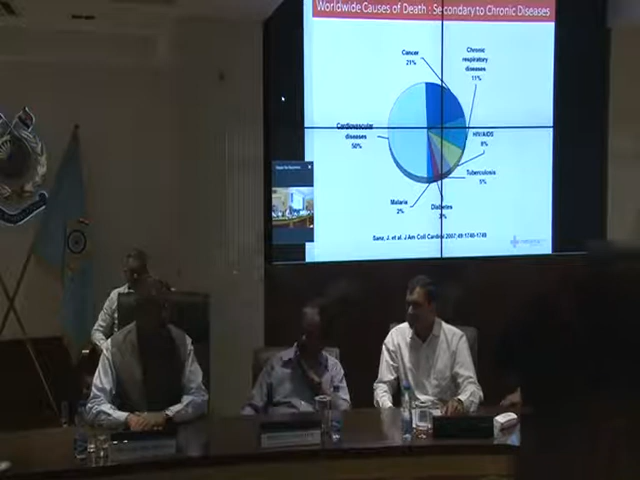 Worldwide Causes of Death : Secondary to Chronic Diseases
Cancer
21%
Chronic
respiratory
diseases
11%
Cardiovascular
diseases
50%
HIV/AIDS
8%
Tuberculosis
5%
Malaria
2%
Diabetes
Sanz, J. et al. J Am Coll Cardiol 2007;49:1740-1749